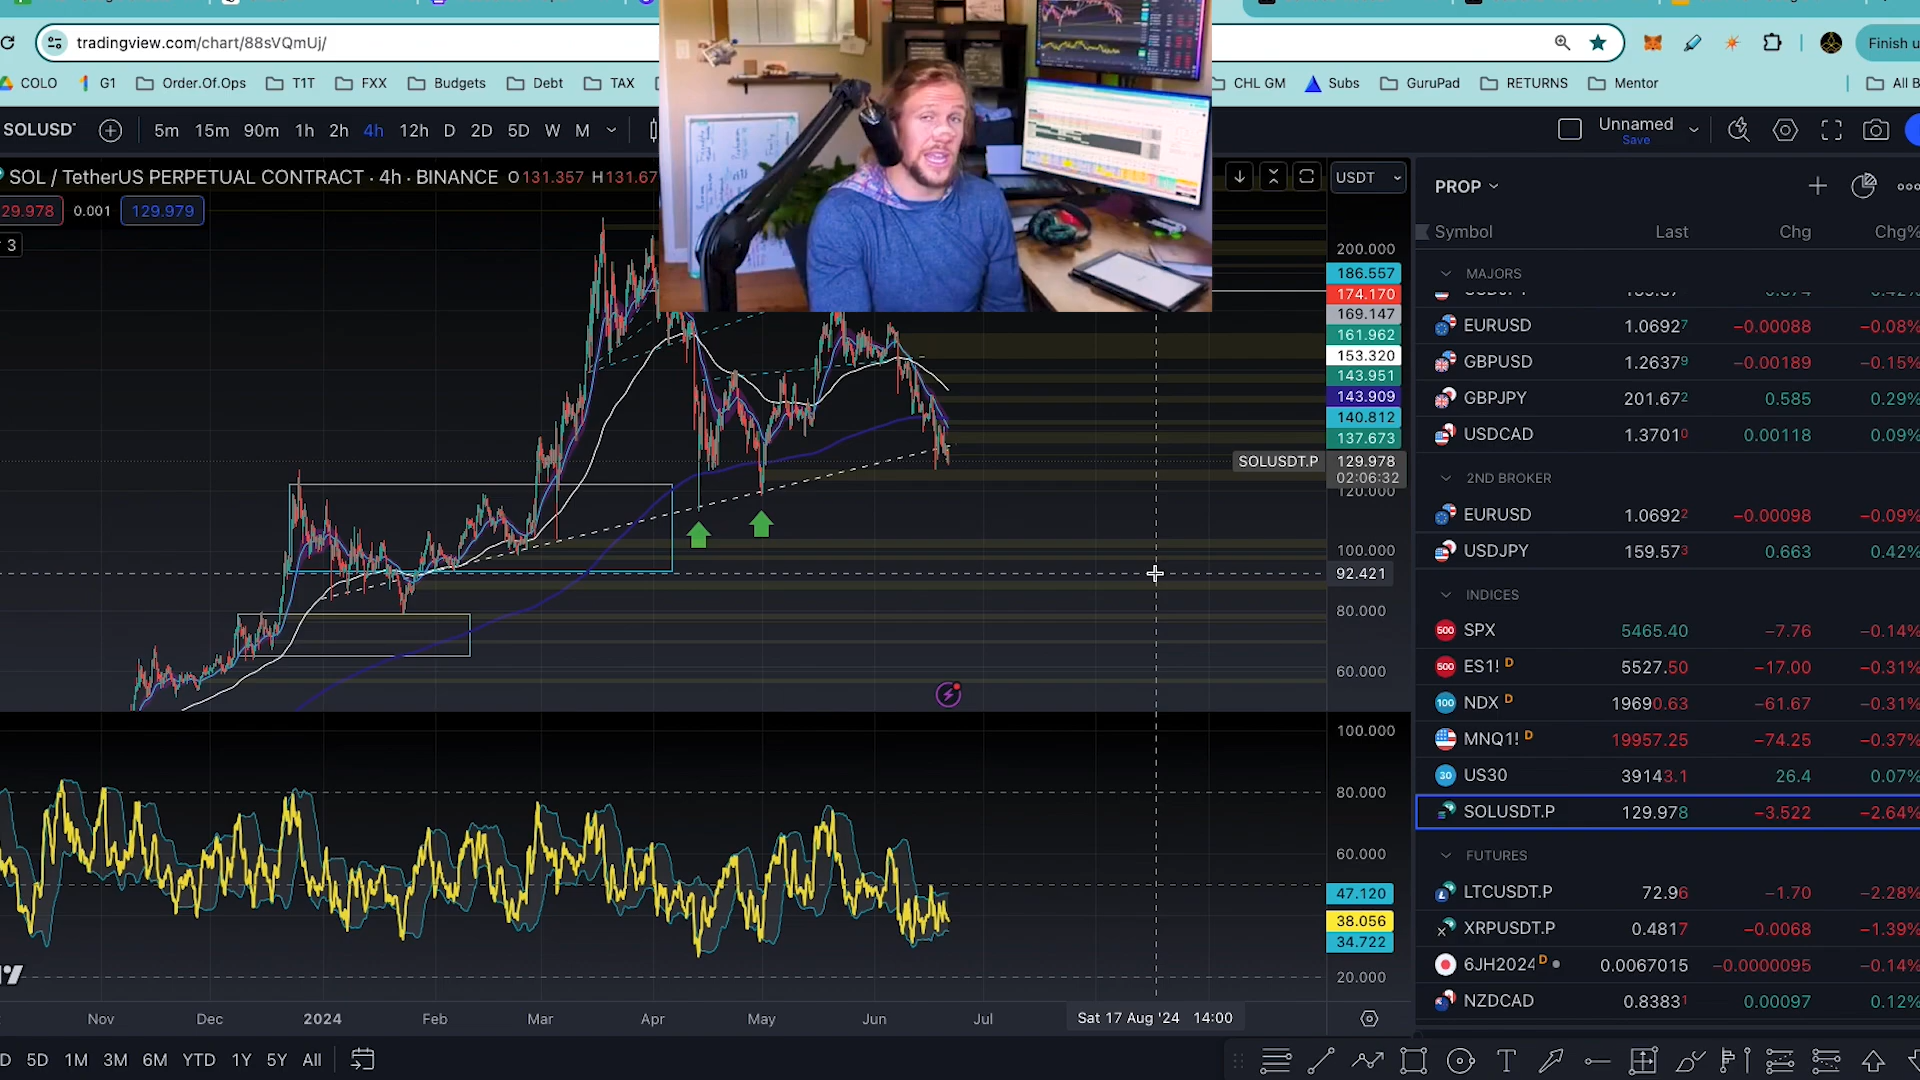 tradingview.com/chart/88sVQmUj/
Finish u
COLO G1 Order.Of.Ops T1T FXX Budgets Debt TAX CHL GM Subs GuruPad RETURNS Mentor All B
SOLUSDT 5m 15m 90m 1h 2h 4h 12h D 2D 5D W M Unnamed
Save
SOL / TetherUS PERPETUAL CONTRACT · 4h · BINANCE O131.357 H131.67
USDT
29.978 0.001 129.979
3
200.000
186.557
174.170
169.147
161.962
153.320
143.951
143.909
140.812
137.673
SOLUSDT.P 129.978
02:06:32
120.000
100.000
92.421
80.000
60.000
100.000
80.000
60.000
47.120
38.056
34.722
20.000
Nov Dec 2024 Feb Mar Apr May Jun Jul Sat 17 Aug '24 14:00
D 5D 1M 3M 6M YTD 1Y 5Y All
PROP
Symbol Last Chg Chg%
MAJORS
EURUSD 1.06927 −0.00088 −0.08%
GBPUSD 1.26379 −0.00189 −0.15%
GBPJPY 201.672 0.585 0.29%
USDCAD 1.37010 0.00118 0.09%
2ND BROKER
EURUSD 1.06922 −0.00098 −0.09%
USDJPY 159.573 0.663 0.42%
INDICES
SPX 5465.40 −7.76 −0.14%
ES1! D 5527.50 −17.00 −0.31%
NDX D 19690.63 −61.67 −0.31%
MNQ1! D 19957.25 −74.25 −0.37%
US30 39143.1 26.4 0.07%
SOLUSDT.P 129.978 −3.522 −2.64%
FUTURES
LTCUSDT.P 72.96 −1.70 −2.28%
XRPUSDT.P 0.4817 −0.0068 −1.39%
6JH2024 D 0.0067015 −0.0000095 −0.14%
NZDCAD 0.83831 0.00097 0.12%